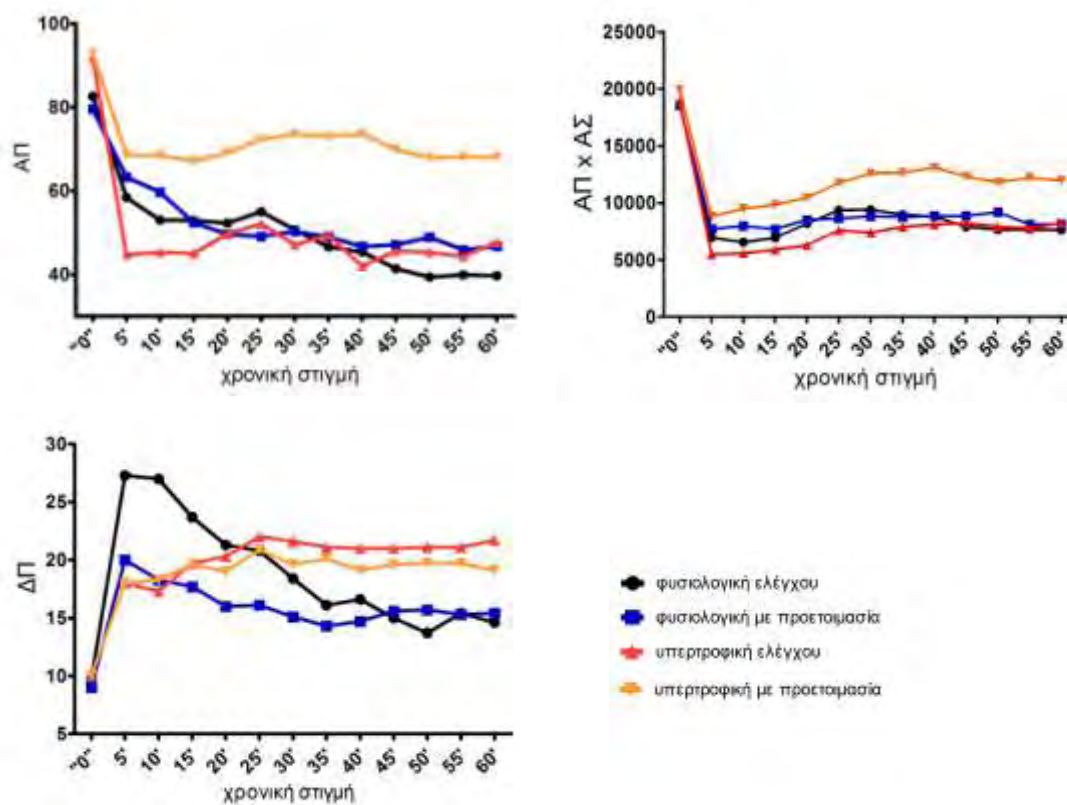 100
80
60
40
ΑΠ
"0" 5' 10' 15' 20' 25' 30' 35' 40' 45' 50' 55' 60'
χρονική στιγμή
25000
20000
15000
10000
5000
0
ΑΠ x ΑΣ
"0" 5' 10' 15' 20' 25' 30' 35' 40' 45' 50' 55' 60'
χρονική στιγμή
30
25
20
15
10
5
ΔΠ
"0" 5' 10' 15' 20' 25' 30' 35' 40' 45' 50' 55' 60'
χρονική στιγμή
φυσιολογική ελέγχου
φυσιολογική με προετοιμασία
υπερτροφική ελέγχου
υπερτροφική με προετοιμασία